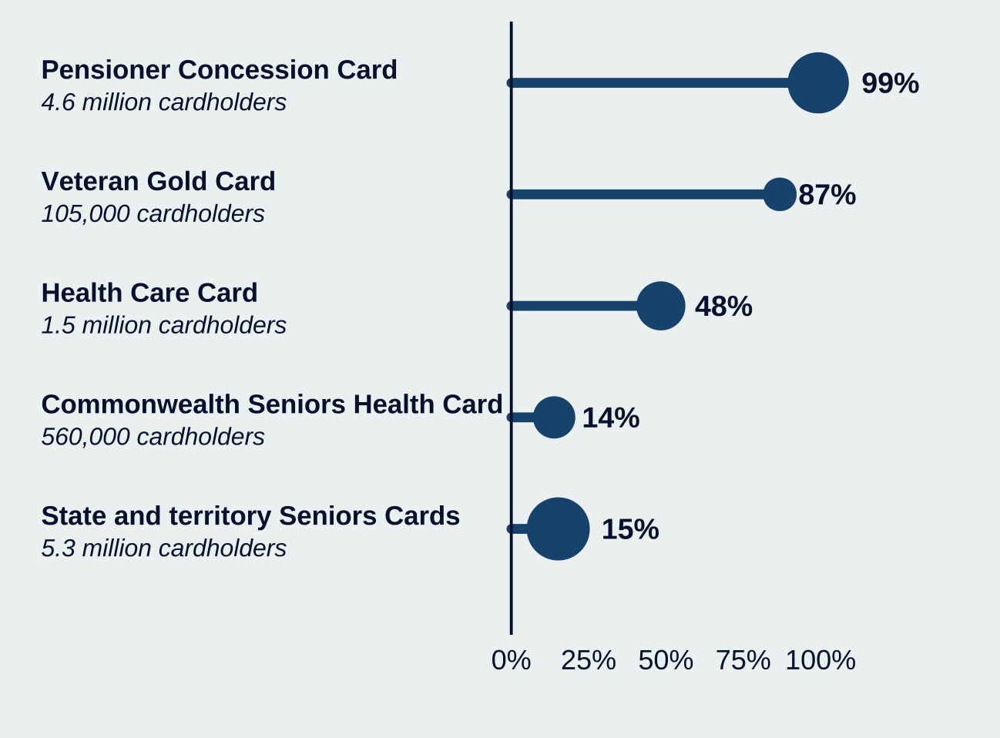 Pensioner Concession Card
4.6 million cardholders
99%
Veteran Gold Card
105,000 cardholders
87%
Health Care Card
1.5 million cardholders
48%
Commonwealth Seniors Health Card
560,000 cardholders
14%
State and territory Seniors Cards
5.3 million cardholders
15%
0% 25% 50% 75% 100%